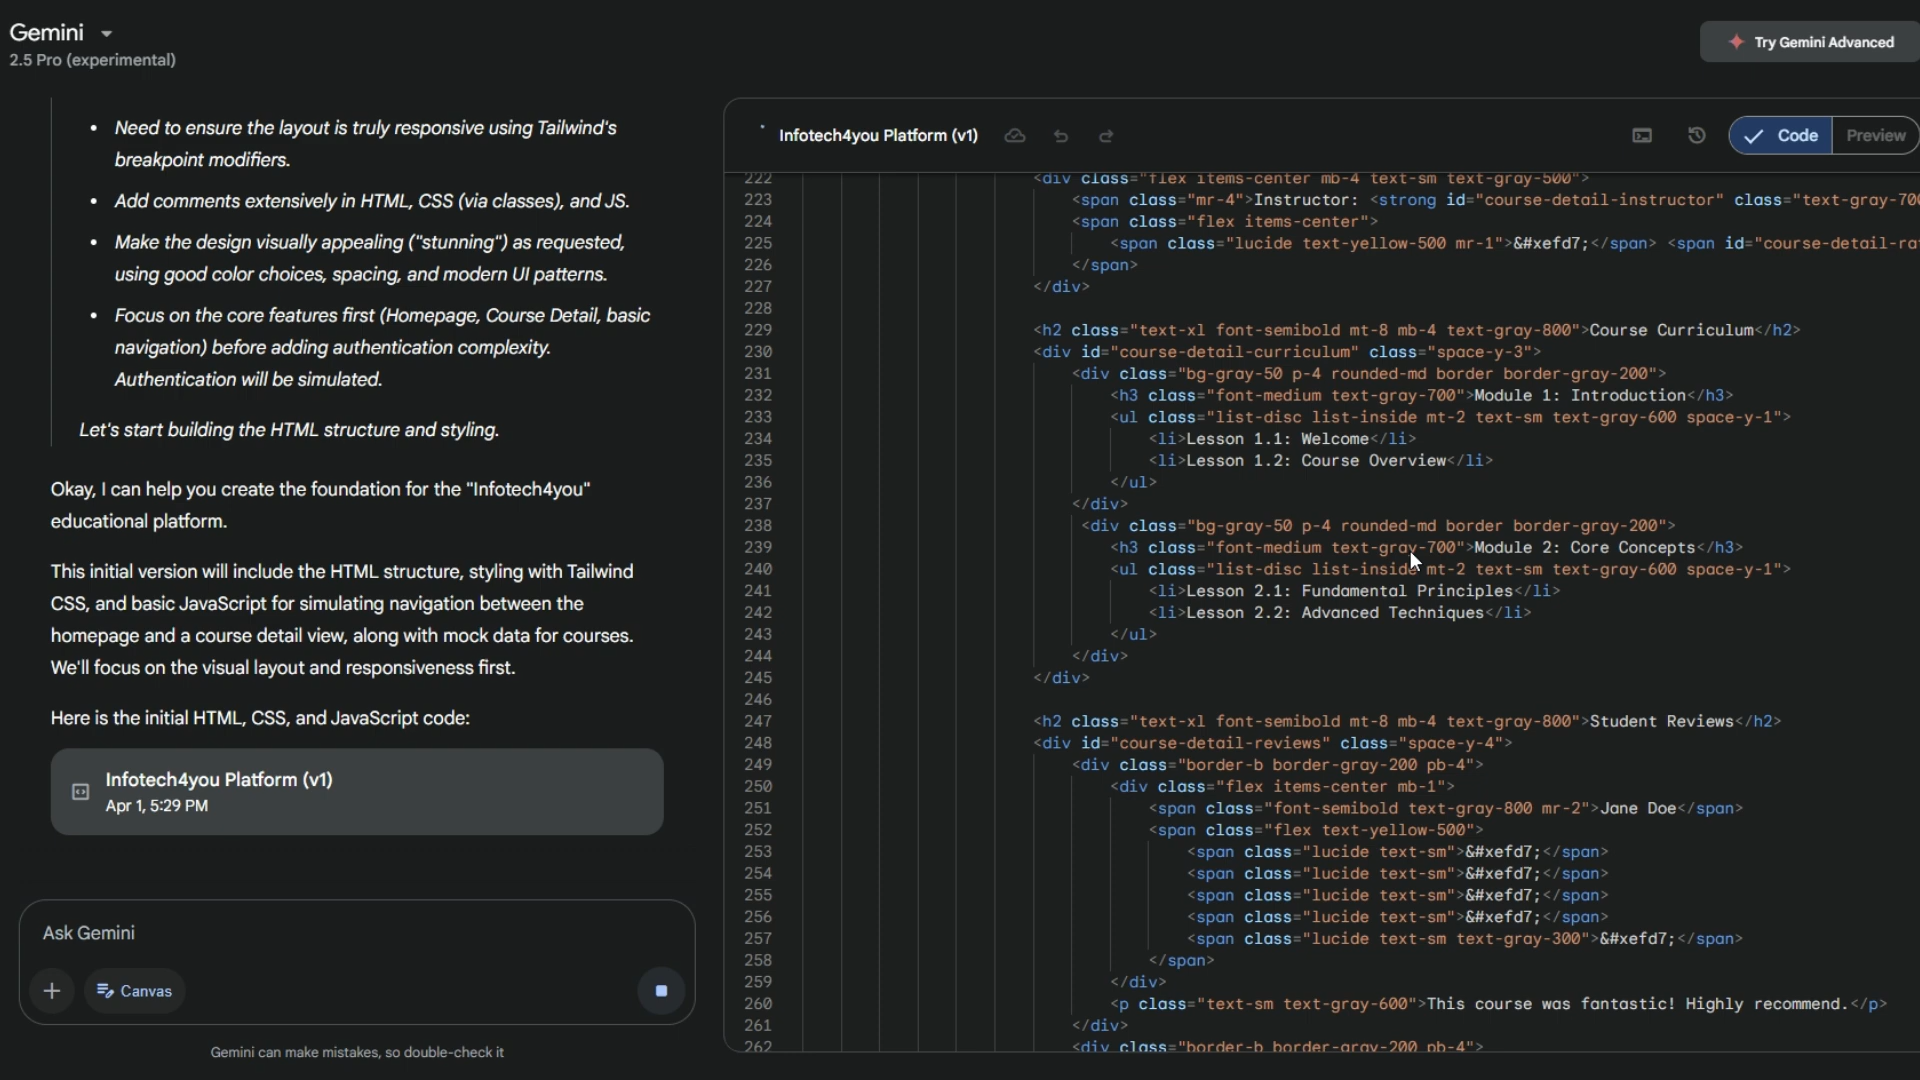 Gemini
2.5 Pro (experimental)
Try Gemini Advanced
• Need to ensure the layout is truly responsive using Tailwind's
breakpoint modifiers.
• Add comments extensively in HTML, CSS (via classes), and JS.
• Make the design visually appealing ("stunning") as requested,
using good color choices, spacing, and modern UI patterns.
• Focus on the core features first (Homepage, Course Detail, basic
navigation) before adding authentication complexity.
Authentication will be simulated.
Let's start building the HTML structure and styling.
Okay, I can help you create the foundation for the "Infotech4you"
educational platform.
This initial version will include the HTML structure, styling with Tailwind
CSS, and basic JavaScript for simulating navigation between the
homepage and a course detail view, along with mock data for courses.
We'll focus on the visual layout and responsiveness first.
Here is the initial HTML, CSS, and JavaScript code:
Infotech4you Platform (v1)
Apr 1, 5:29 PM
Ask Gemini
Canvas
Gemini can make mistakes, so double-check it
Infotech4you Platform (v1)
Code
Preview
222 <div class="flex items-center mb-4 text-sm text-gray-500">
223 <span class="mr-4">Instructor: <strong id="course-detail-instructor" class="text-gray-700
224 <span class="flex items-center">
225 <span class="lucide text-yellow-500 mr-1">&#xefd7;</span> <span id="course-detail-ra
226 </span>
227 </div>
228
229 <h2 class="text-xl font-semibold mt-8 mb-4 text-gray-800">Course Curriculum</h2>
230 <div id="course-detail-curriculum" class="space-y-3">
231 <div class="bg-gray-50 p-4 rounded-md border border-gray-200">
232 <h3 class="font-medium text-gray-700">Module 1: Introduction</h3>
233 <ul class="list-disc list-inside mt-2 text-sm text-gray-600 space-y-1">
234 <li>Lesson 1.1: Welcome</li>
235 <li>Lesson 1.2: Course Overview</li>
236 </ul>
237 </div>
238 <div class="bg-gray-50 p-4 rounded-md border border-gray-200">
239 <h3 class="font-medium text-gray-700">Module 2: Core Concepts</h3>
240 <ul class="list-disc list-inside mt-2 text-sm text-gray-600 space-y-1">
241 <li>Lesson 2.1: Fundamental Principles</li>
242 <li>Lesson 2.2: Advanced Techniques</li>
243 </ul>
244 </div>
245 </div>
246
247 <h2 class="text-xl font-semibold mt-8 mb-4 text-gray-800">Student Reviews</h2>
248 <div id="course-detail-reviews" class="space-y-4">
249 <div class="border-b border-gray-200 pb-4">
250 <div class="flex items-center mb-1">
251 <span class="font-semibold text-gray-800 mr-2">Jane Doe</span>
252 <span class="flex text-yellow-500">
253 <span class="lucide text-sm">&#xefd7;</span>
254 <span class="lucide text-sm">&#xefd7;</span>
255 <span class="lucide text-sm">&#xefd7;</span>
256 <span class="lucide text-sm">&#xefd7;</span>
257 <span class="lucide text-sm text-gray-300">&#xefd7;</span>
258 </span>
259 </div>
260 <p class="text-sm text-gray-600">This course was fantastic! Highly recommend.</p>
261 </div>
262 <div class="border-b border-gray-200 pb-4">